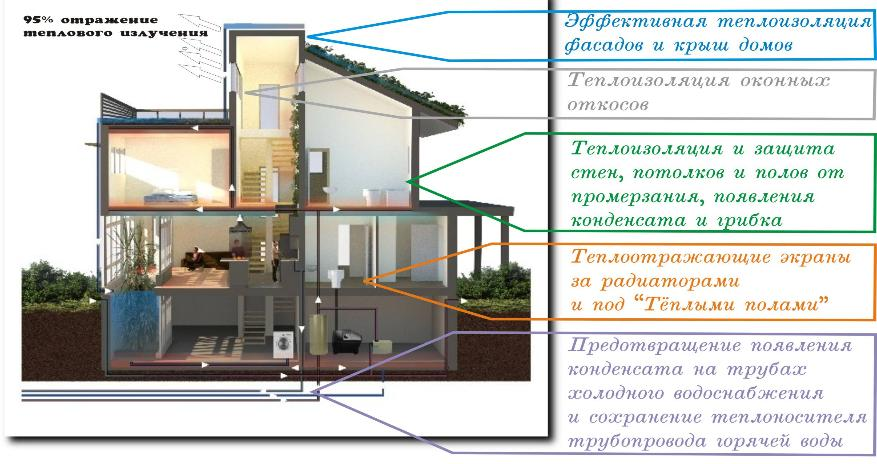 95% отражение
теплового излучения
Эффективная теплоизоляция
фасадов и крыш домов
Теплоизоляция оконных
откосов
Теплоизоляция и защита
стен, потолков и полов от
промерзания, появления
конденсата и грибка
Теплоотражающие экраны
за радиаторами
и под “Тёплыми полами”
Предотвращение появления
конденсата на трубах
холодного водоснабжения
и сохранение теплоносителя
трубопровода горячей воды